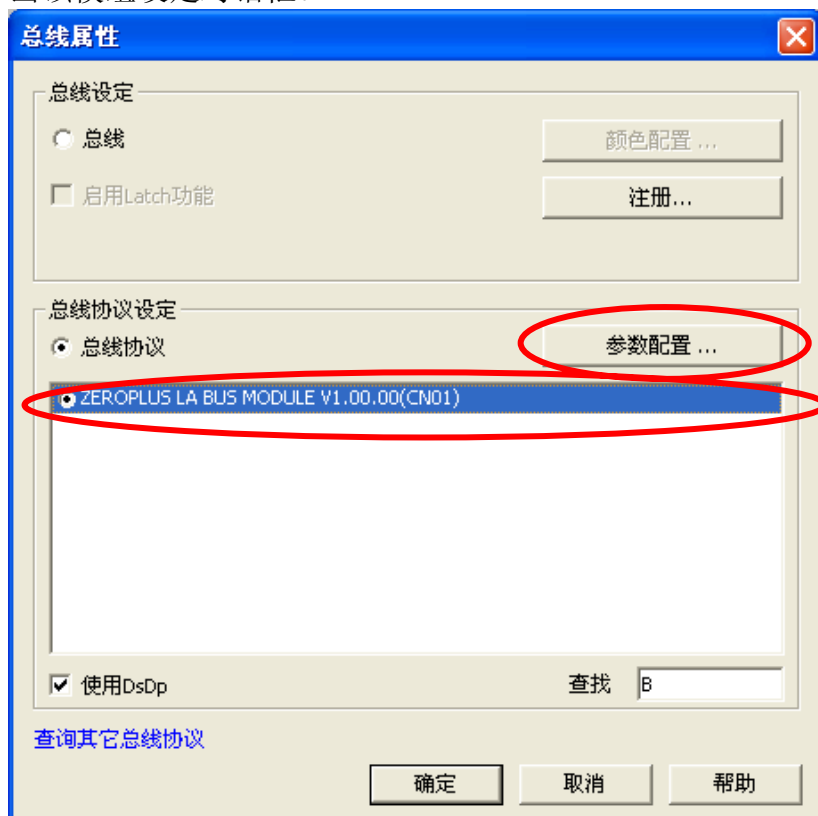 总线属性
总线设定
总线
颜色配置 ...
启用Latch功能
注册...
总线协议设定
总线协议
参数配置 ...
ZEROPLUS LA BUS MODULE V1.00.00(CN01)
使用DsDp
查找 B
查询其它总线协议
确定 取消 帮助